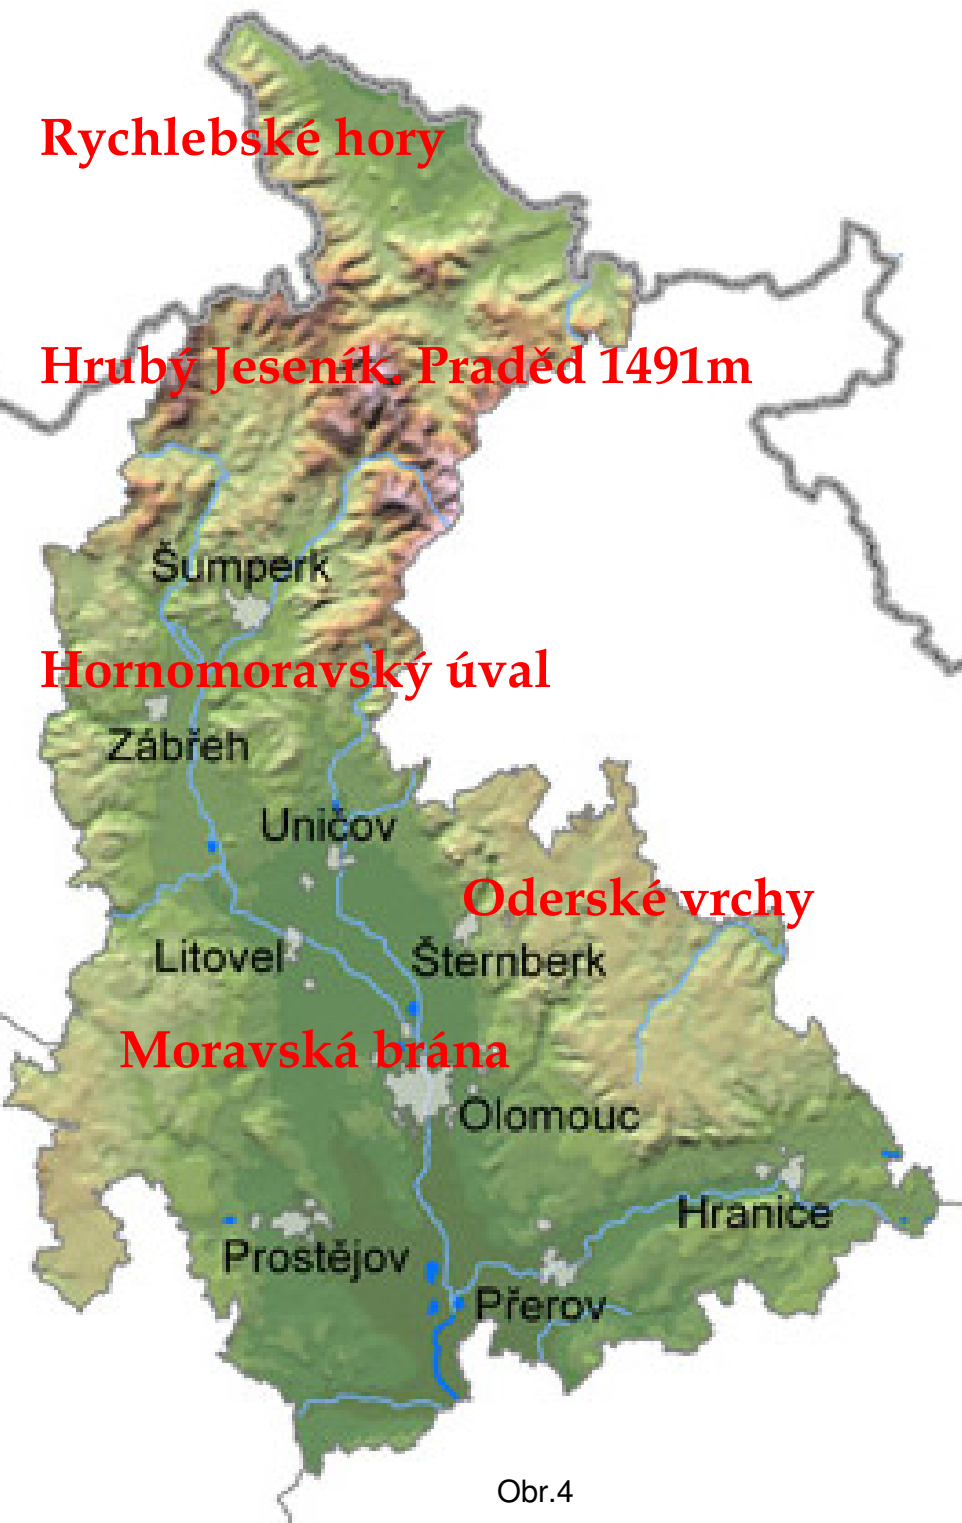 Rychlebské hory
Hrubý Jeseník. Praděd 1491m
Šumperk
Hornomoravský úval
Zábřeh
Uničov
Oderské vrchy
Litovel
Šternberk
Moravská brána
Olomouc
Hranice
Prostějov
Přerov
Obr.4